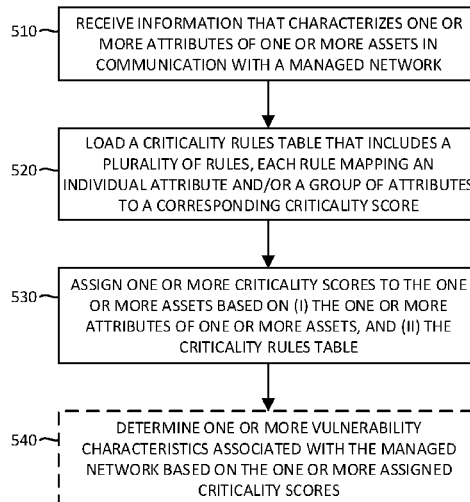 510
RECEIVE INFORMATION THAT CHARACTERIZES ONE OR
MORE ATTRIBUTES OF ONE OR MORE ASSETS IN
COMMUNICATION WITH A MANAGED NETWORK
520
LOAD A CRITICALITY RULES TABLE THAT INCLUDES A
PLURALITY OF RULES, EACH RULE MAPPING AN
INDIVIDUAL ATTRIBUTE AND/OR A GROUP OF ATTRIBUTES
TO A CORRESPONDING CRITICALITY SCORE
530
ASSIGN ONE OR MORE CRITICALITY SCORES TO THE ONE
OR MORE ASSETS BASED ON (I) THE ONE OR MORE
ATTRIBUTES OF ONE OR MORE ASSETS, AND (II) THE
CRITICALITY RULES TABLE
540
DETERMINE ONE OR MORE VULNERABILITY
CHARACTERISTICS ASSOCIATED WITH THE MANAGED
NETWORK BASED ON THE ONE OR MORE ASSIGNED
CRITICALITY SCORES